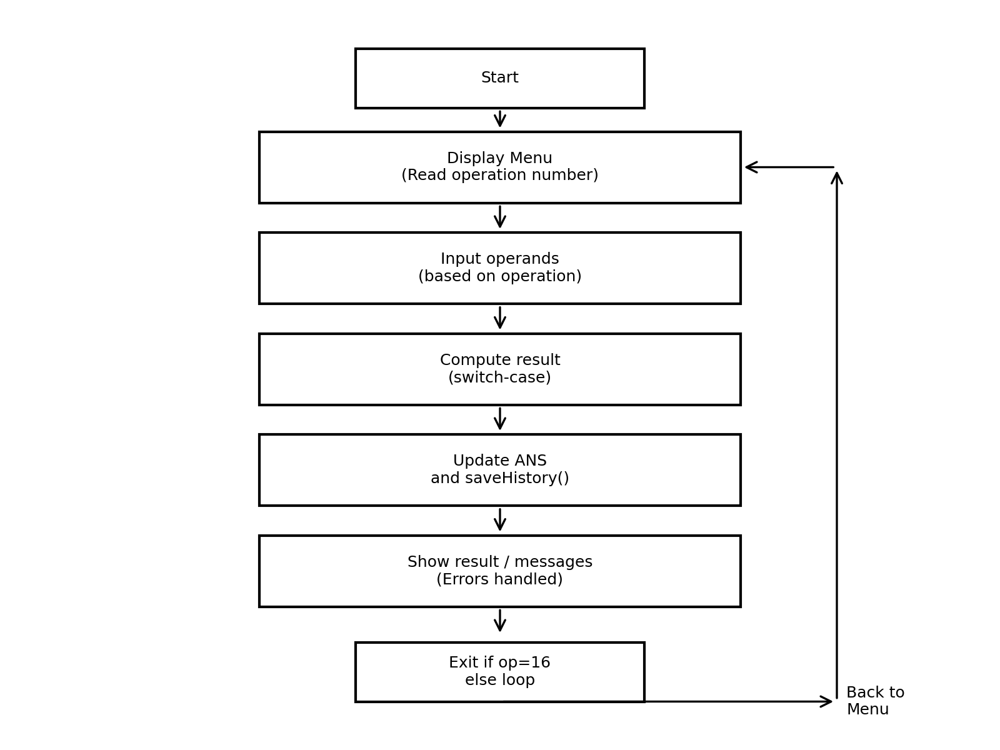 Start
Display Menu
(Read operation number)
Input operands
(based on operation)
Compute result
(switch-case)
Update ANS
and saveHistory()
Show result / messages
(Errors handled)
Exit if op=16
else loop
Back to
Menu